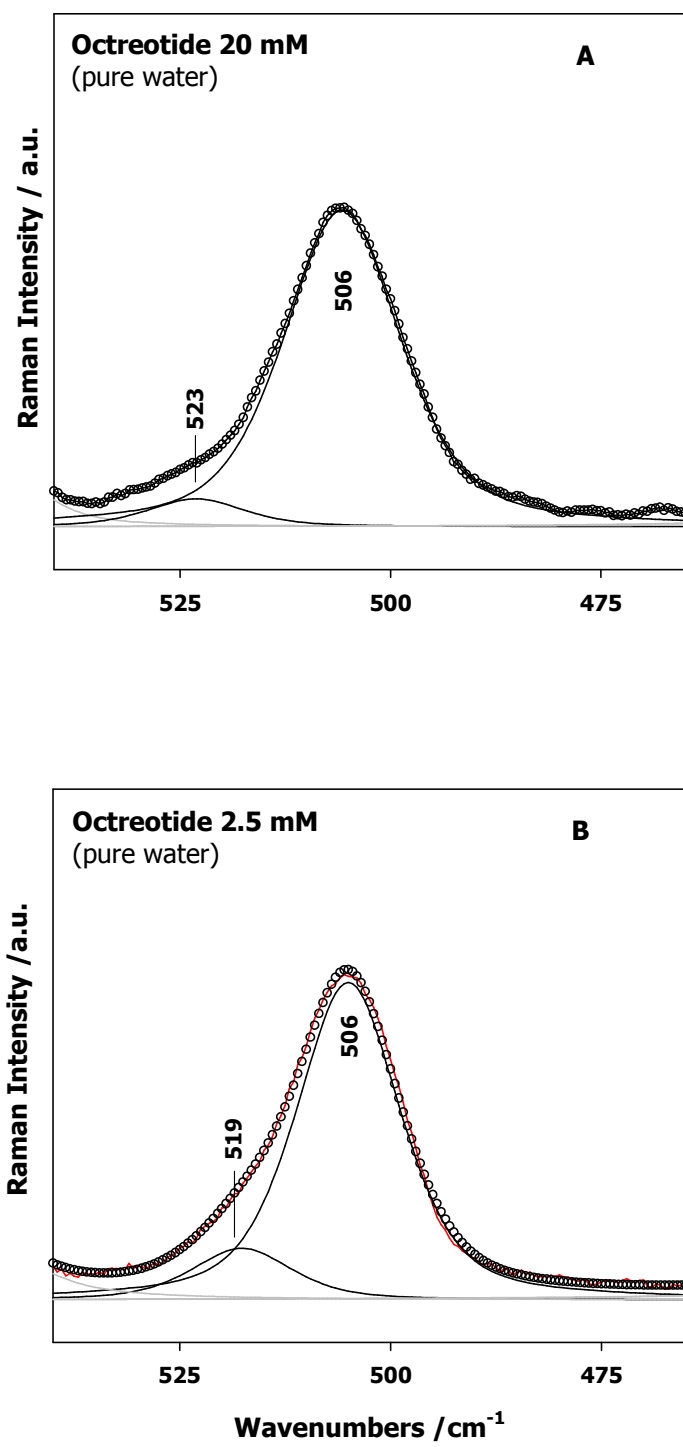 Octreotide 20 mM
A
(pure water)
Raman Intensity / a.u.
506
523
525
500
475
Octreotide 2.5 mM
B
(pure water)
Raman Intensity /a.u.
506
519
525
500
475
Wavenumbers /cm⁻¹